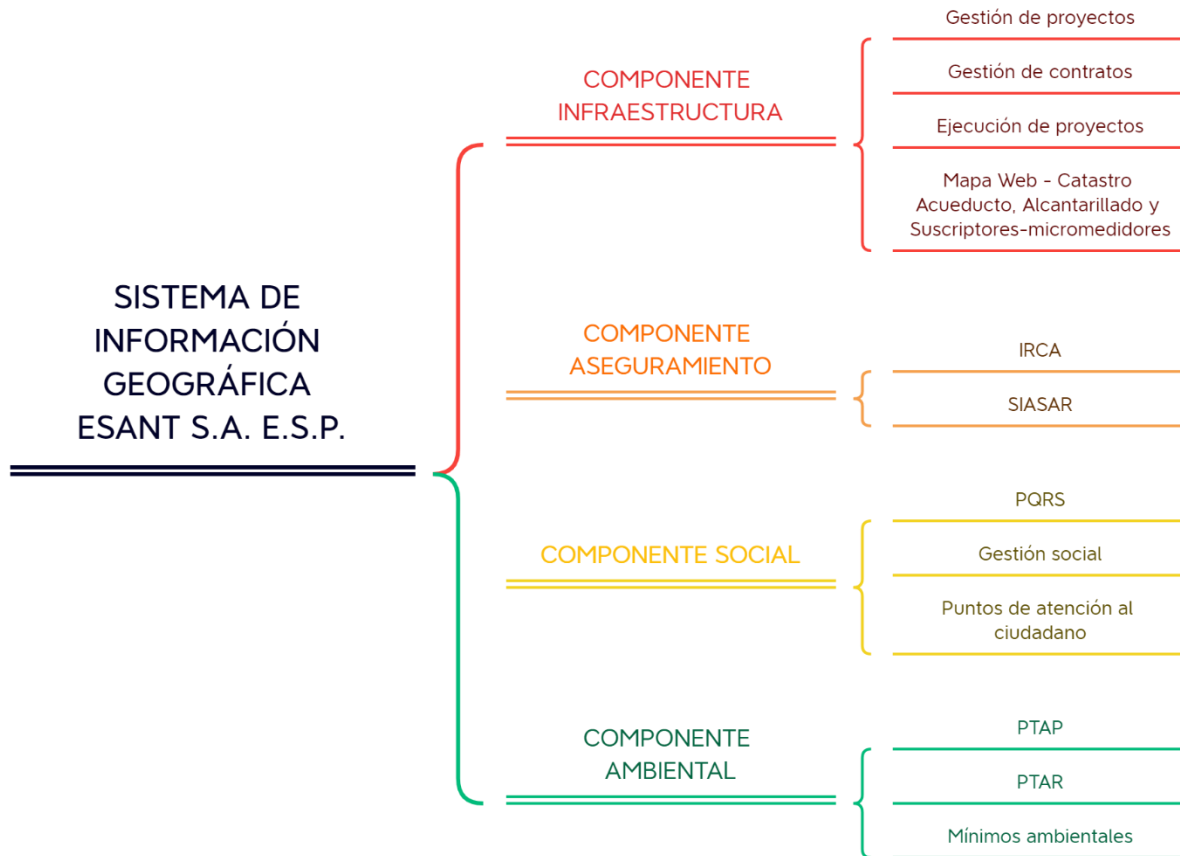 SISTEMA DE
INFORMACIÓN
GEOGRÁFICA
ESANT S.A. E.S.P.
COMPONENTE
INFRAESTRUCTURA
Gestión de proyectos
Gestión de contratos
Ejecución de proyectos
Mapa Web - Catastro
Acueducto, Alcantarillado y
Suscriptores-micromedidores
COMPONENTE
ASEGURAMIENTO
IRCA
SIASAR
COMPONENTE SOCIAL
PQRS
Gestión social
Puntos de atención al
ciudadano
COMPONENTE
AMBIENTAL
PTAP
PTAR
Mínimos ambientales